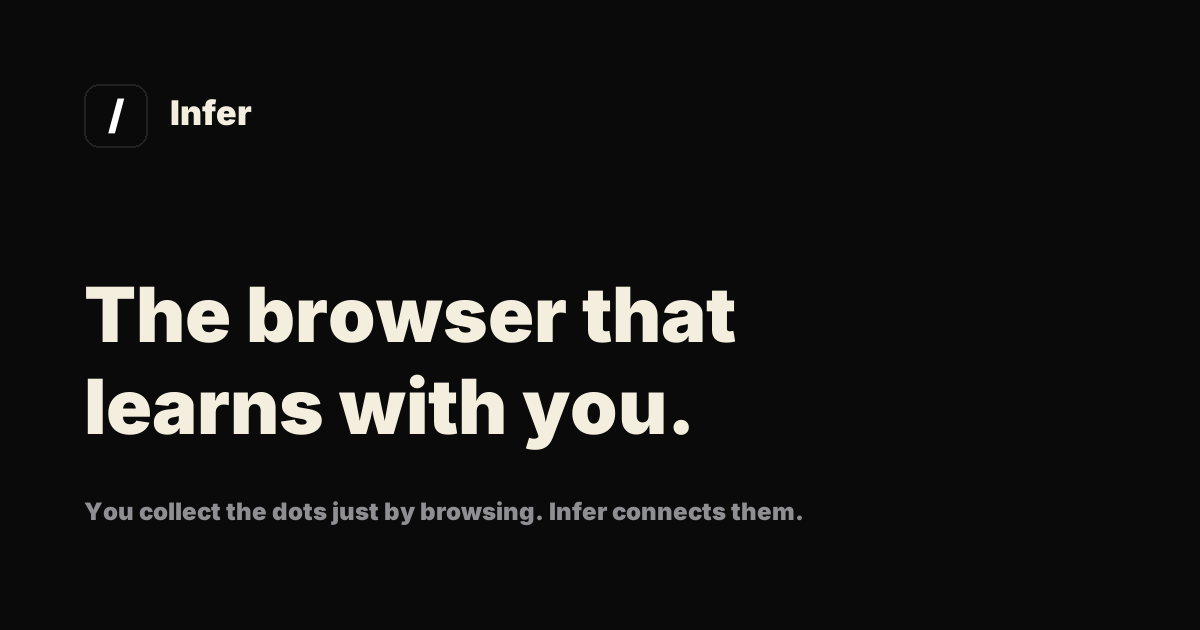 / Infer
The browser that
learns with you.
You collect the dots just by browsing. Infer connects them.